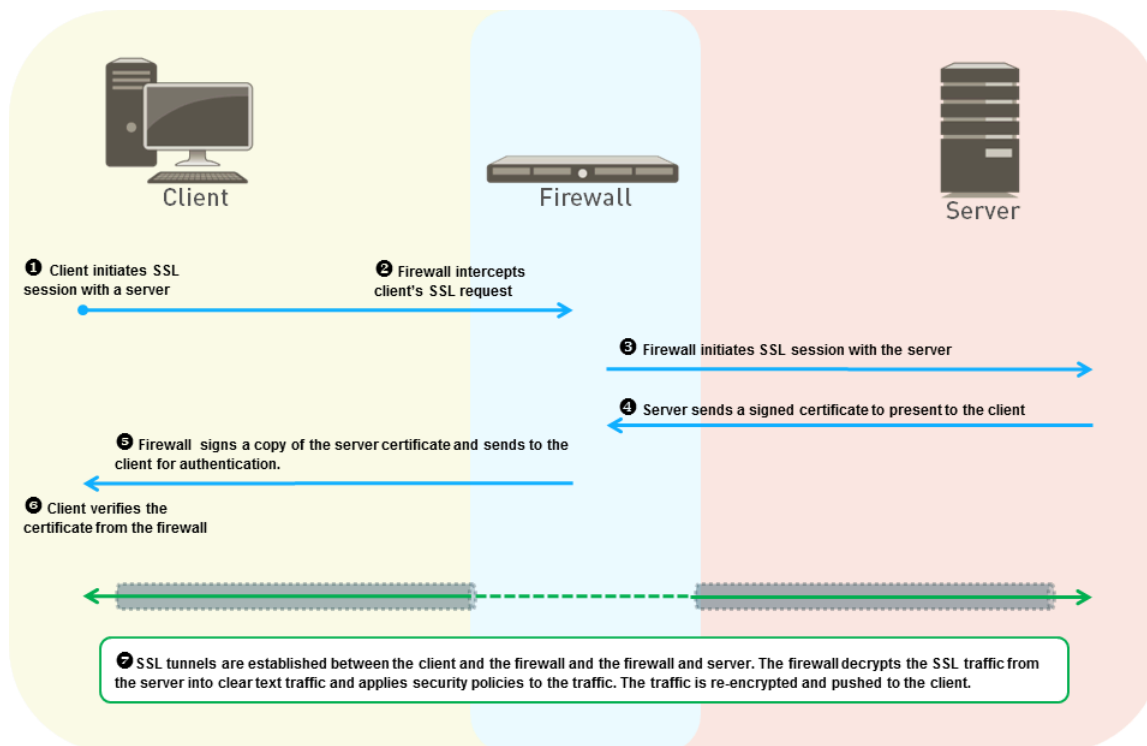 Client
Firewall
Server
❶ Client initiates SSL
session with a server
❷ Firewall intercepts
client's SSL request
❸ Firewall initiates SSL session with the server
❹ Server sends a signed certificate to present to the client
❺ Firewall signs a copy of the server certificate and sends to the
client for authentication.
❻ Client verifies the
certificate from the firewall
❼ SSL tunnels are established between the client and the firewall and the firewall and server. The firewall decrypts the SSL traffic from
the server into clear text traffic and applies security policies to the traffic. The traffic is re-encrypted and pushed to the client.